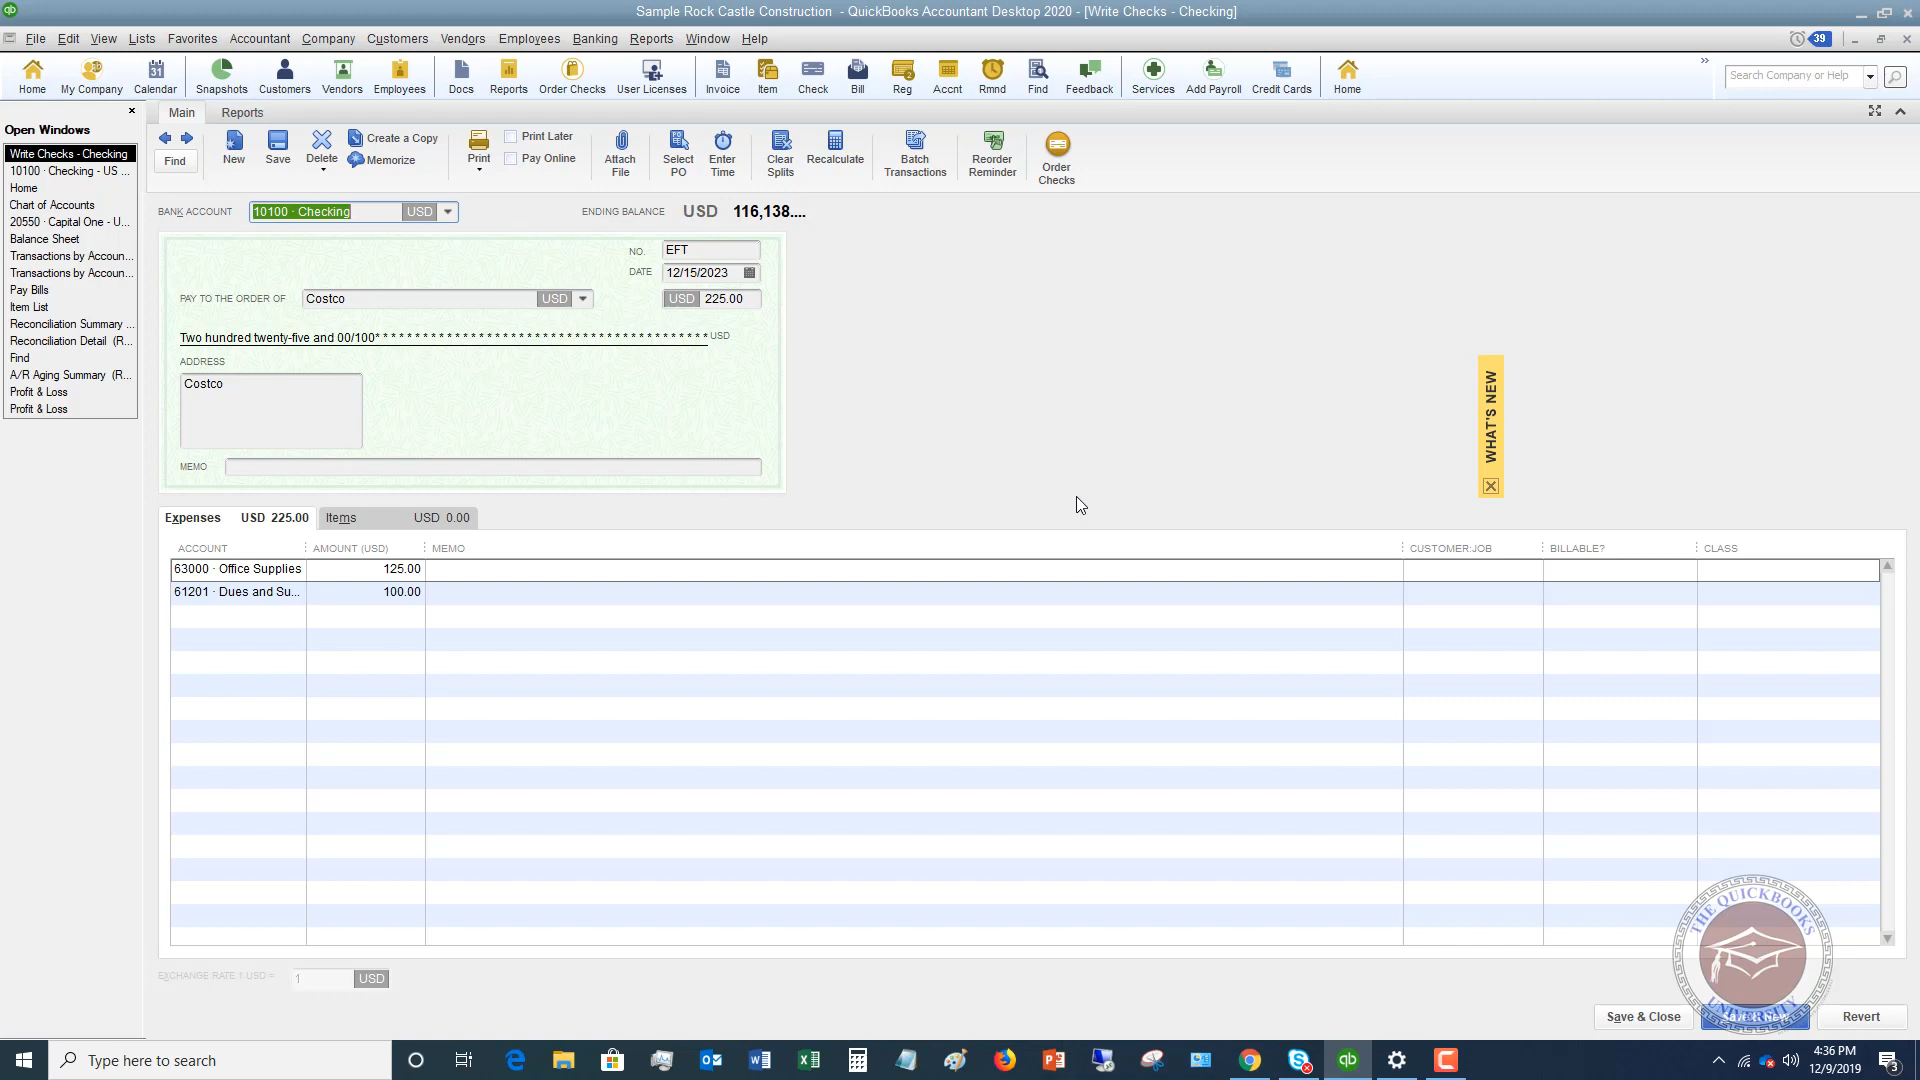 Sample Rock Castle Construction - QuickBooks Accountant Desktop 2020 - [Write Checks - Checking]
File Edit View Lists Favorites Accountant Company Customers Vendors Employees Banking Reports Window Help
39
Home My Company Calendar Snapshots Customers Vendors Employees Docs Reports Order Checks User Licenses Invoice Item Check Bill Reg Accnt Rmnd Find Feedback Services Add Payroll Credit Cards Home
Search Company or Help
Open Windows
Write Checks - Checking
10100 · Checking - US ...
Home
Chart of Accounts
20550 · Capital One - U...
Balance Sheet
Transactions by Accoun...
Transactions by Accoun...
Pay Bills
Item List
Reconciliation Summary ...
Reconciliation Detail (R...
Find
A/R Aging Summary (R...
Profit & Loss
Profit & Loss
Main Reports
Find
New
Save
Delete
Create a Copy
Memorize
Print
Print Later
Pay Online
Attach
File
Select
PO
Enter
Time
Clear
Splits
Recalculate
Batch
Transactions
Reorder
Reminder
Order
Checks
BANK ACCOUNT 10100 · Checking USD ENDING BALANCE USD 116,138....
NO. EFT
DATE 12/15/2023
PAY TO THE ORDER OF Costco USD USD 225.00
Two hundred twenty-five and 00/100* * * * * * * * * * * * * * * * * * * * * * * * * * * * * * * * * * * * * * * * * USD
ADDRESS
Costco
MEMO
WHAT'S NEW
Expenses USD 225.00 Items USD 0.00
ACCOUNT AMOUNT (USD) MEMO CUSTOMER:JOB BILLABLE? CLASS
63000 · Office Supplies 125.00
61201 · Dues and Su... 100.00
EXCHANGE RATE 1 USD = 1 USD
THE QUICKBOOKS
UNIVERSITY
Save & Close Revert
Type here to search
4:36 PM
12/9/2019
3